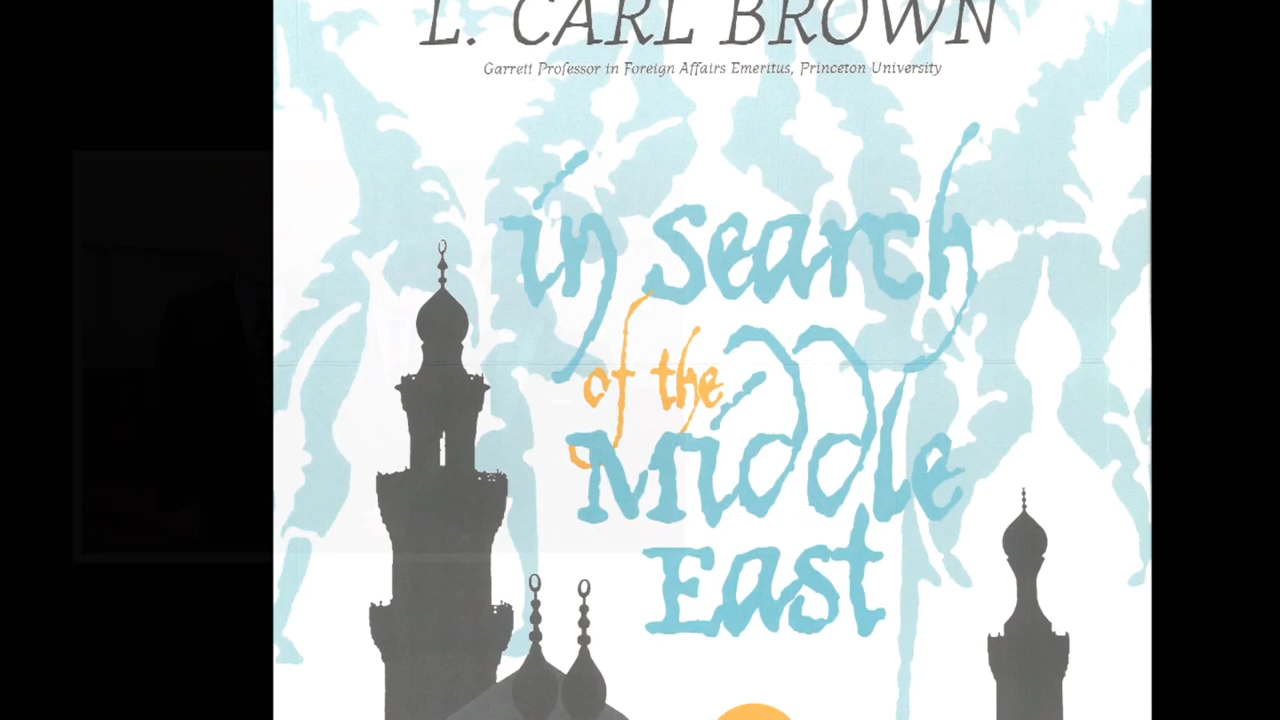 L. CARL BROWN
Garrett Professor in Foreign Affairs Emeritus, Princeton University
in search
of the
Middle
East